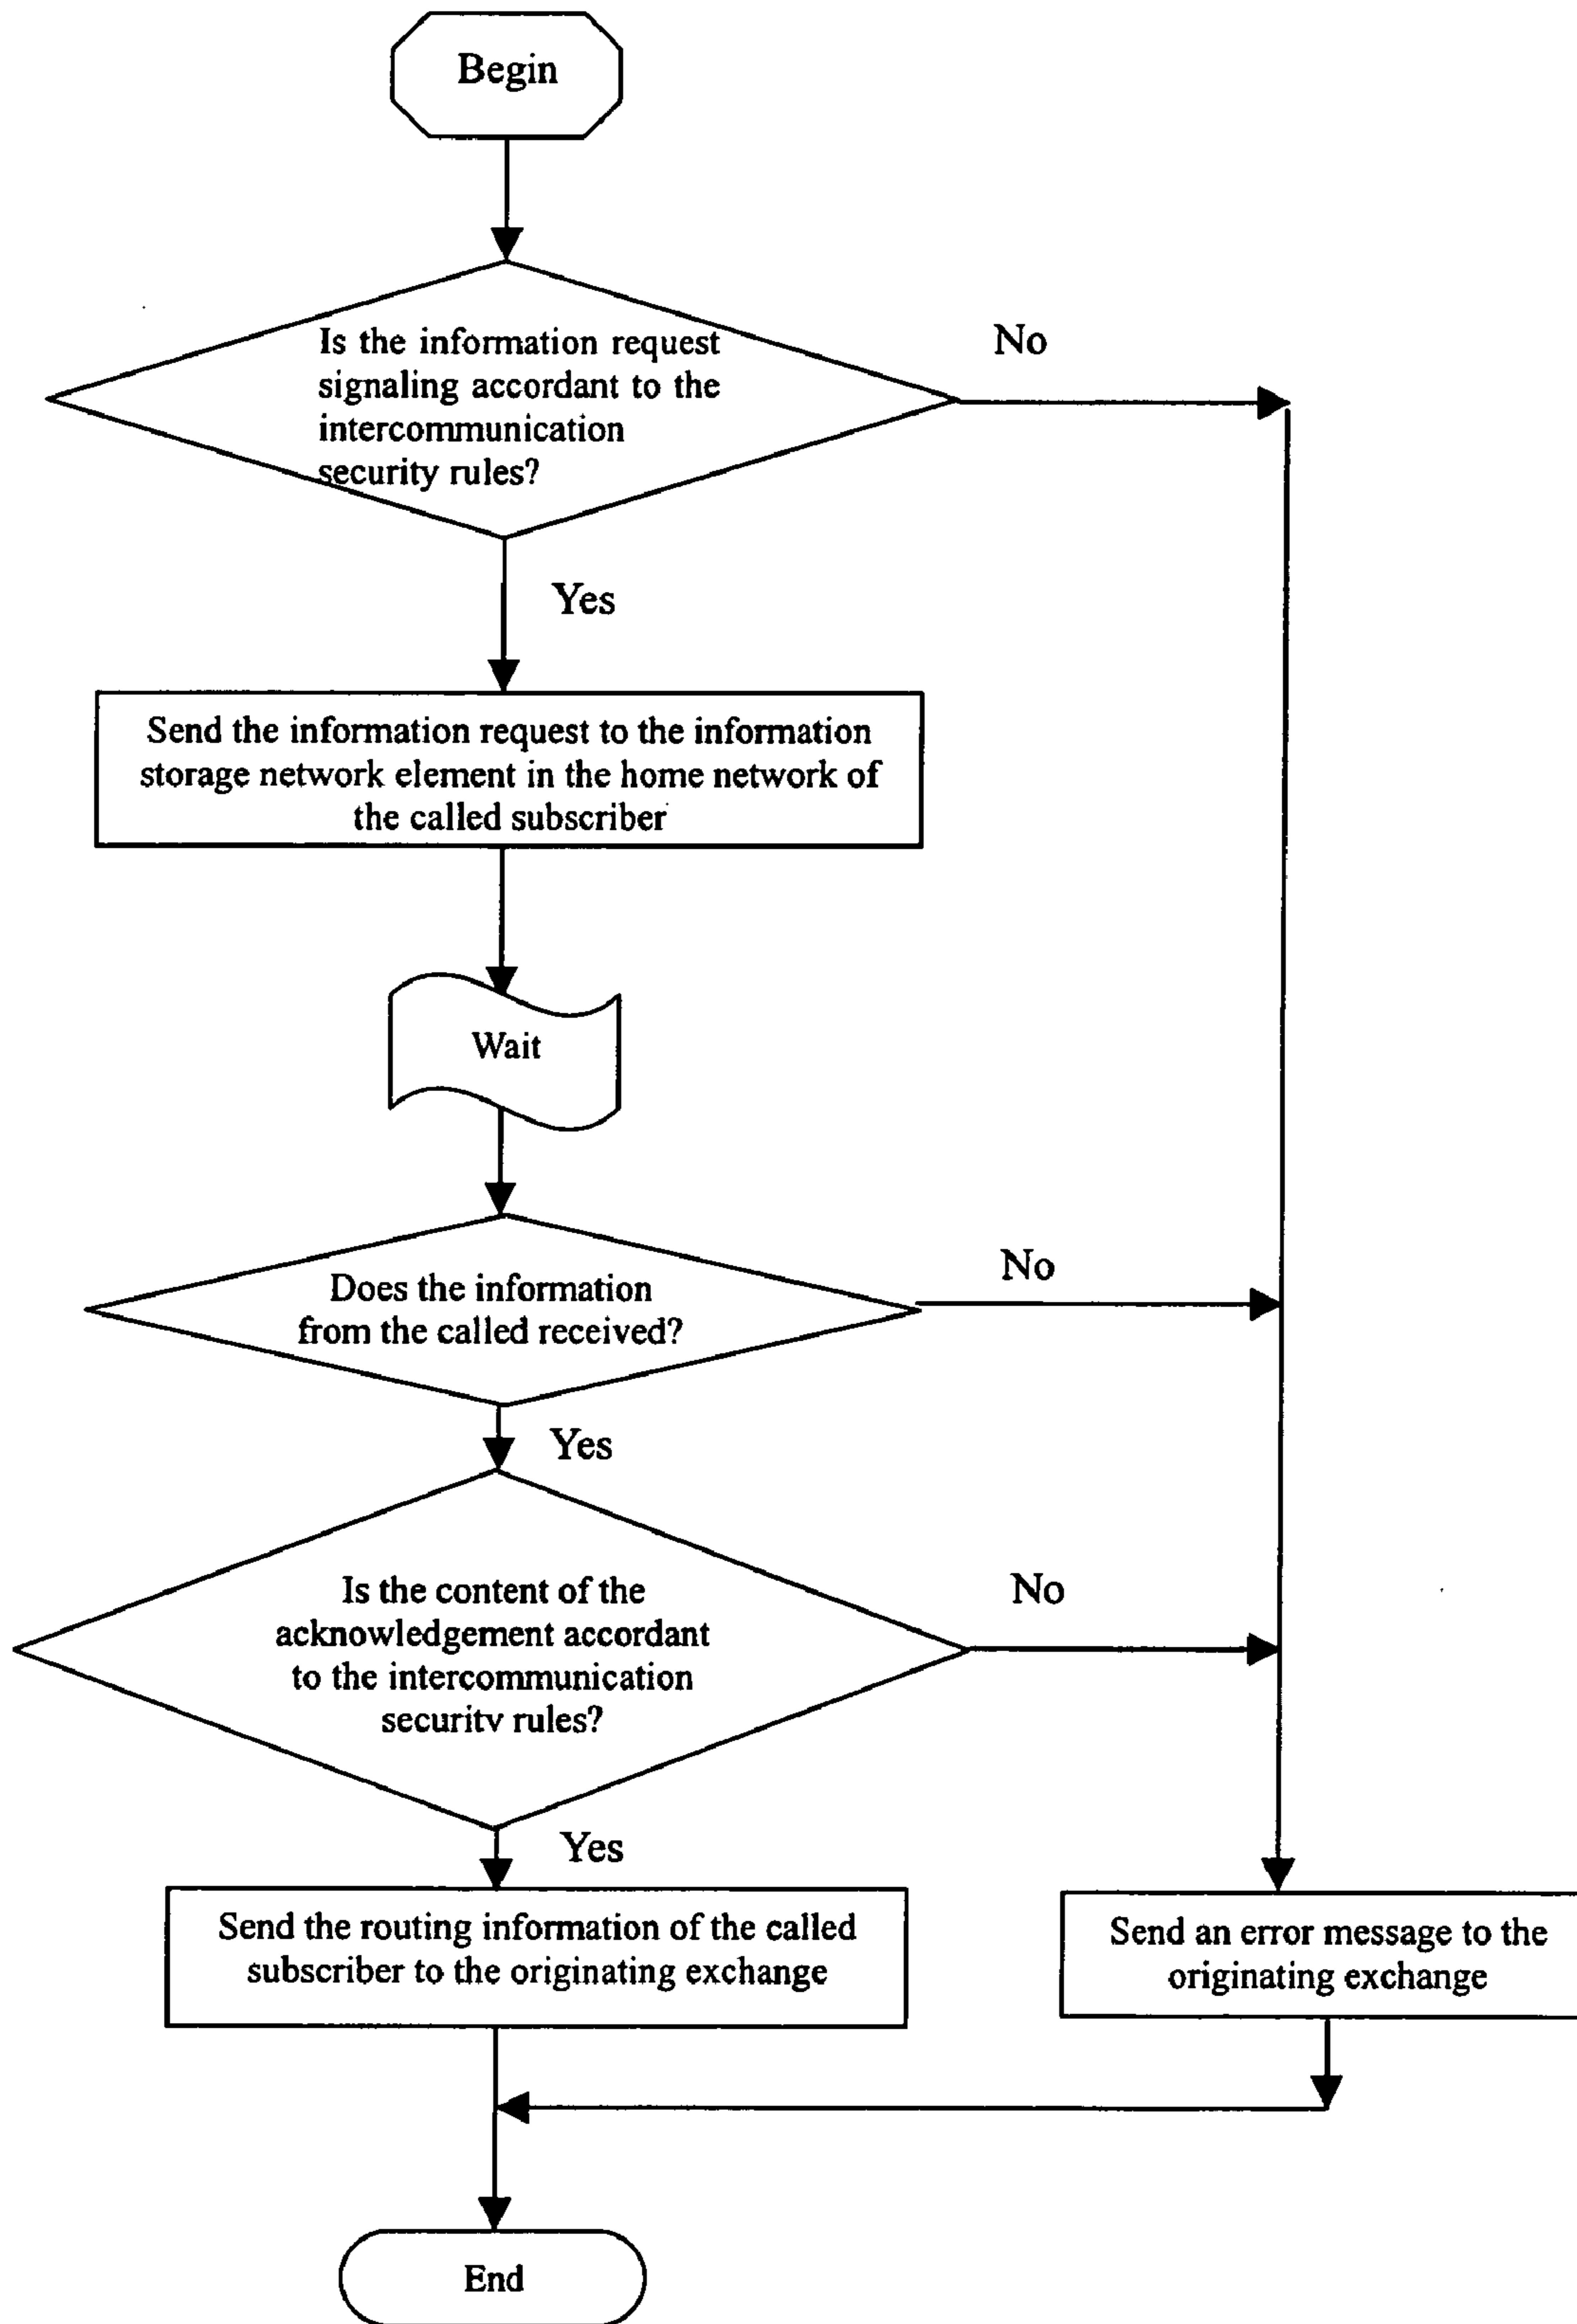 Begin
Is the information request
signaling accordant to the
intercommunication
security rules?
No
Yes
Send the information request to the information
storage network element in the home network of
the called subscriber
Wait
Does the information
from the called received?
No
Yes
Is the content of the
acknowledgement accordant
to the intercommunication
security rules?
No
Yes
Send the routing information of the called
subscriber to the originating exchange
Send an error message to the
originating exchange
End